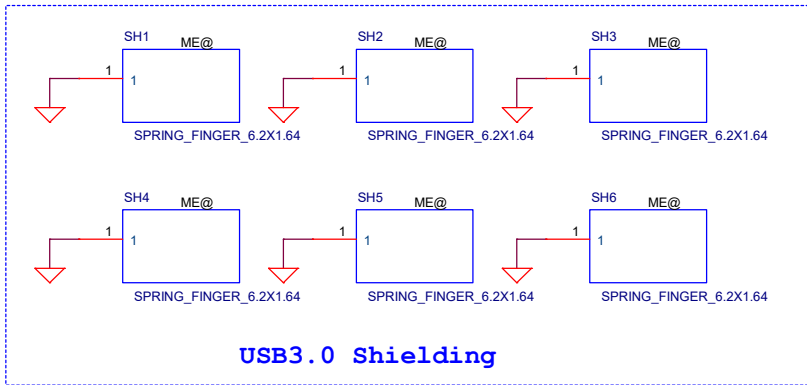 SH1 ME@ SH2 ME@ SH3 ME@
1 1 1 1 1 1
SPRING_FINGER_6.2X1.64 SPRING_FINGER_6.2X1.64 SPRING_FINGER_6.2X1.64
SH4 ME@ SH5 ME@ SH6 ME@
1 1 1 1 1 1
SPRING_FINGER_6.2X1.64 SPRING_FINGER_6.2X1.64 SPRING_FINGER_6.2X1.64
USB3.0 Shielding